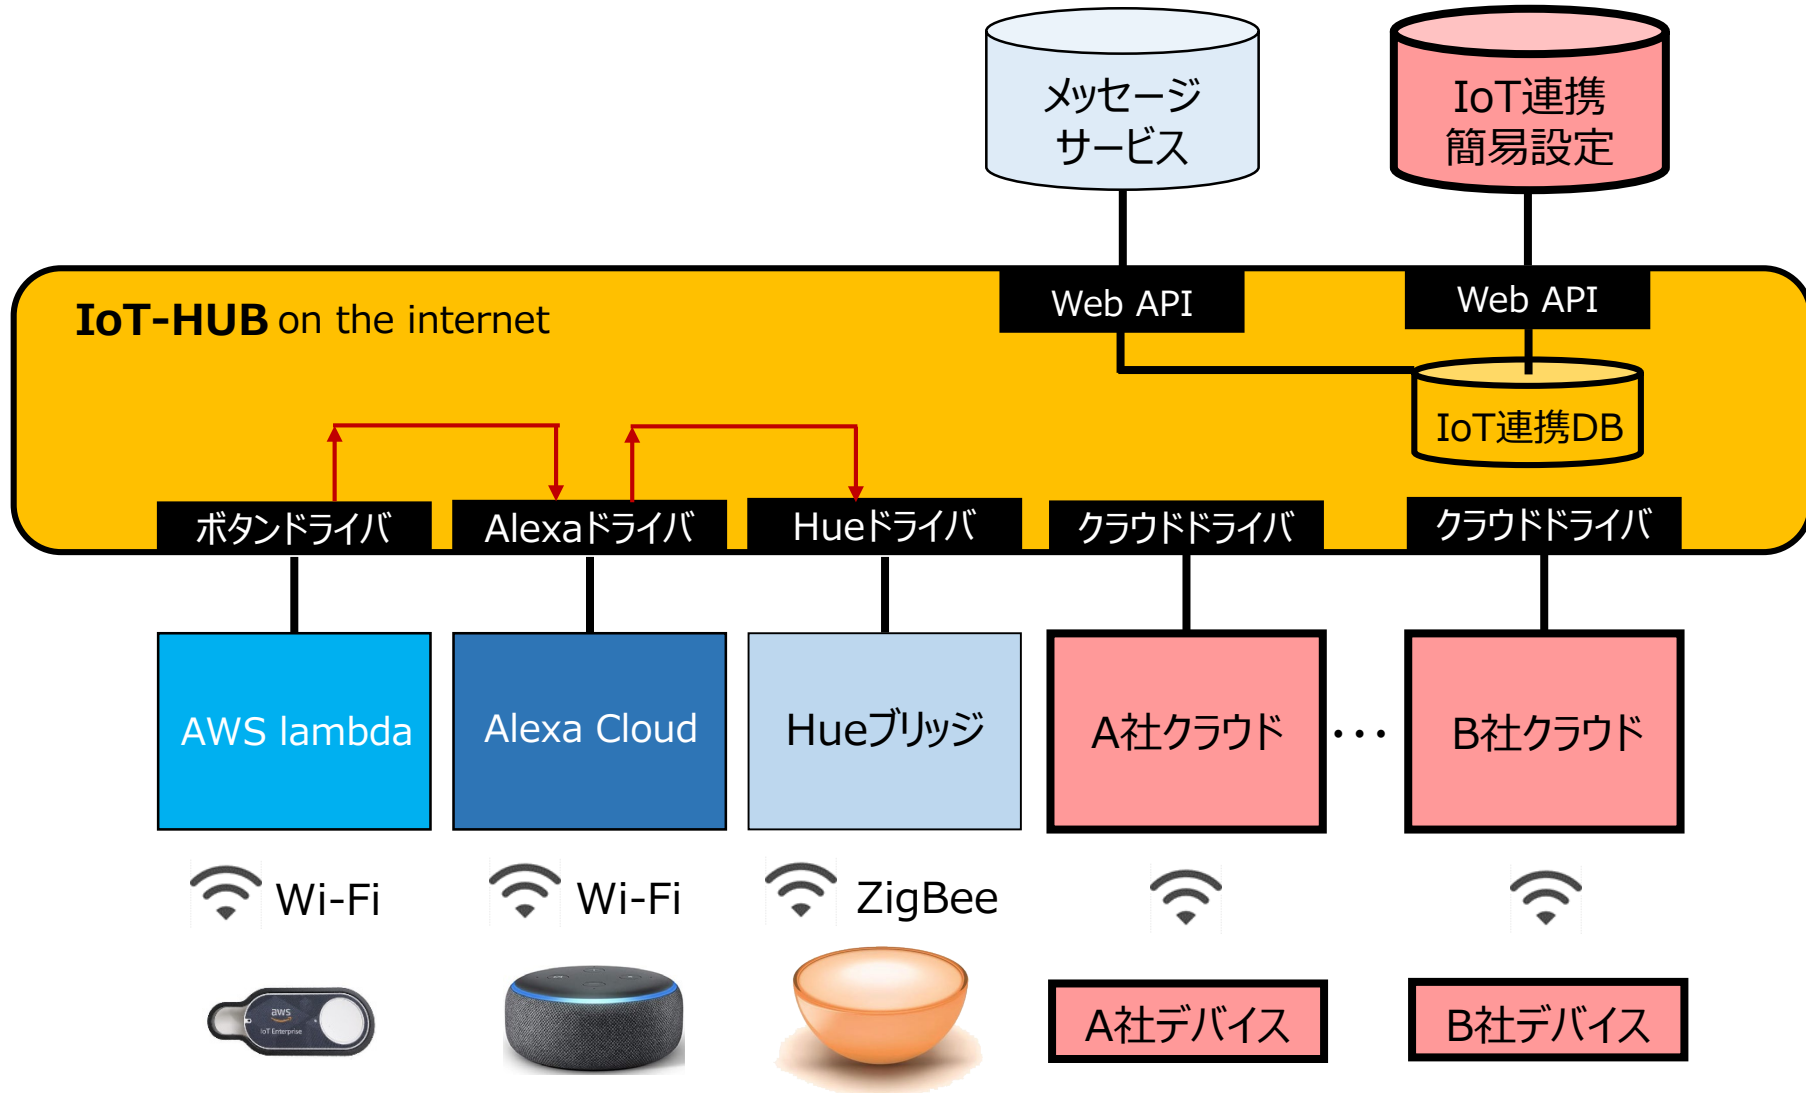 メッセージ
サービス
IoT連携
簡易設定
Web API
Web API
IoT-HUB on the internet
IoT連携DB
ボタンドライバ
Alexaドライバ
Hueドライバ
クラウドドライバ
クラウドドライバ
AWS lambda
Alexa Cloud
Hueブリッジ
A社クラウド
・・・
B社クラウド
Wi-Fi
Wi-Fi
ZigBee
aws
IoT Enterprise
A社デバイス
B社デバイス